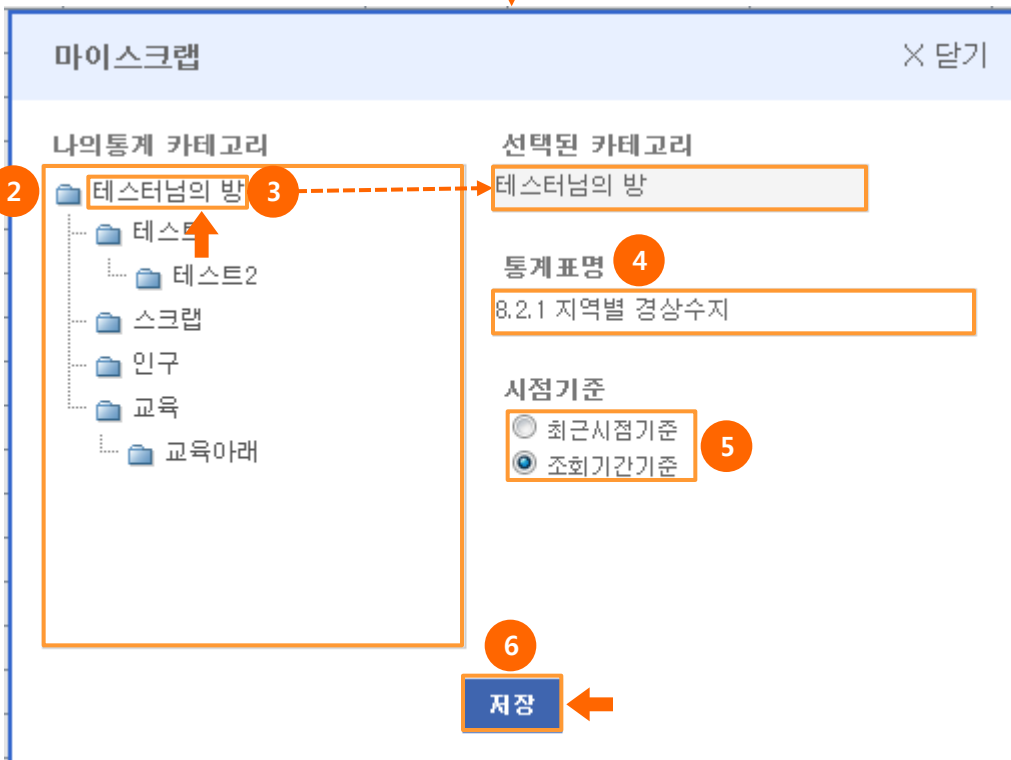 마이스크랩
닫기
나의통계 카테고리
2
테스터님의 방
3
테스트
테스트2
스크랩
인구
교육
교육아래
선택된 카테고리
테스터님의 방
통계표명
4
8.2.1 지역별 경상수지
시점기준
최근시점기준
조회기간기준
5
6
저장